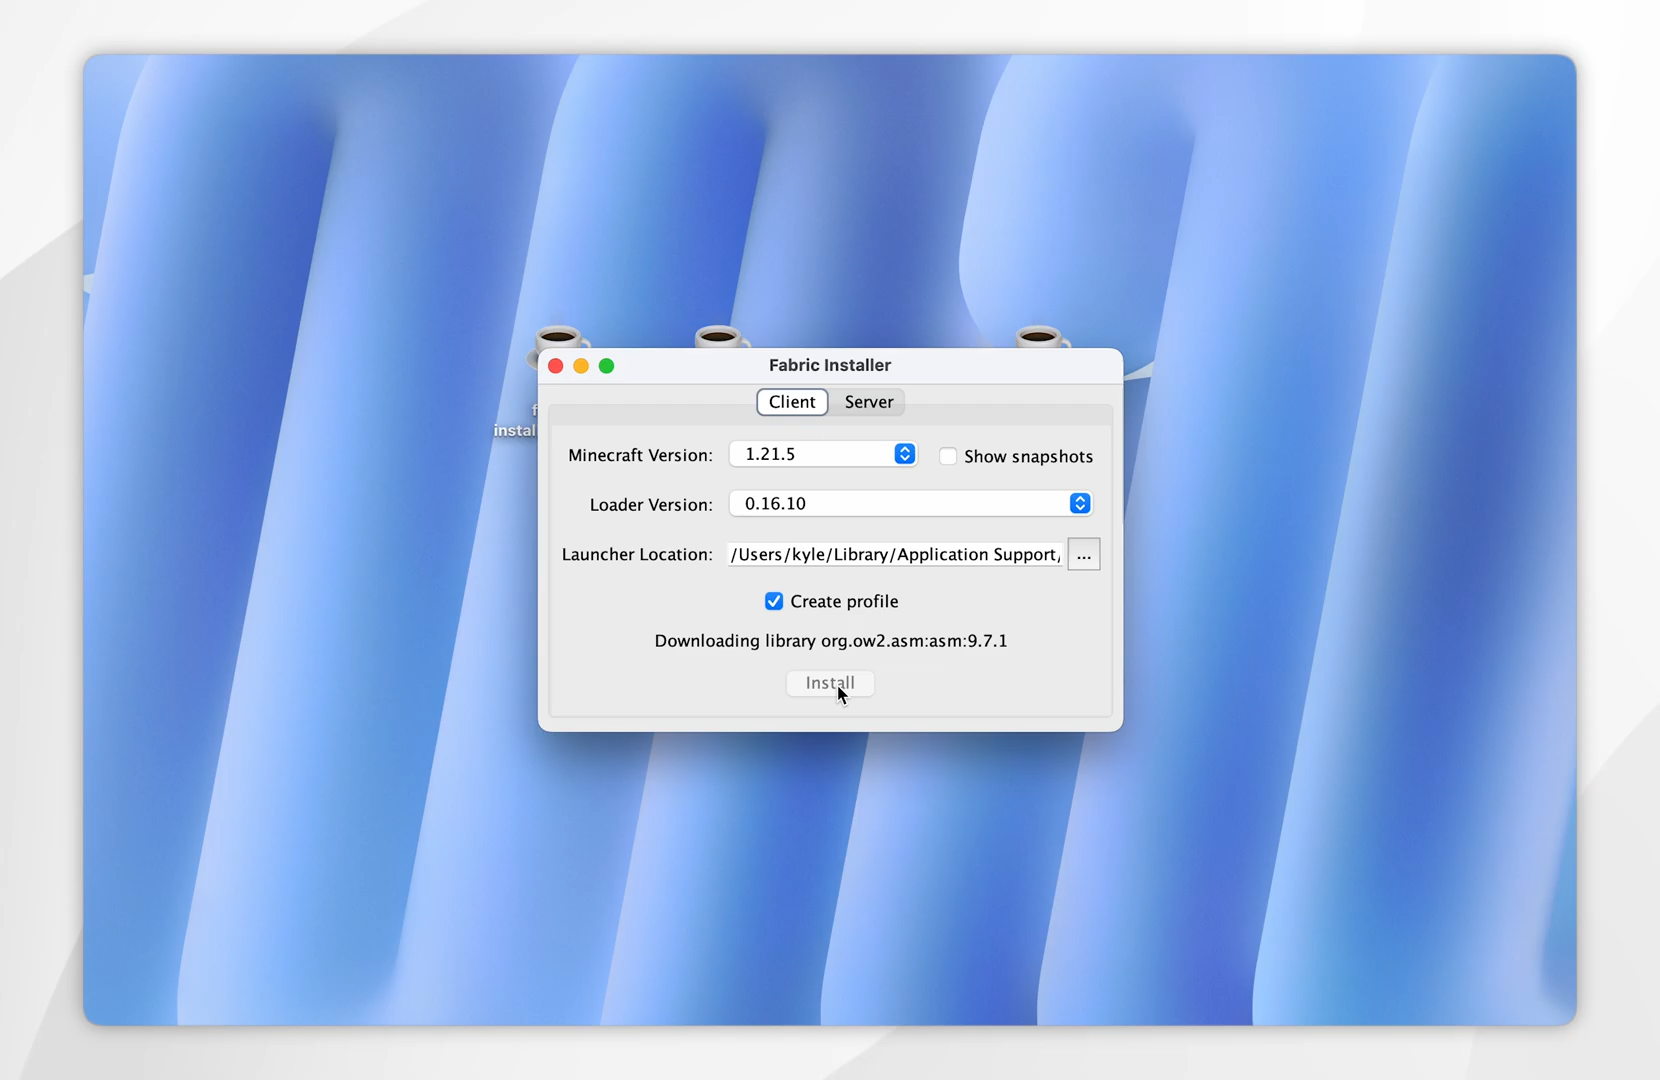 Fabric Installer
Client Server
Minecraft Version: 1.21.5 Show snapshots
instal
Loader Version: 0.16.10
Launcher Location: /Users/kyle/Library/Application Support/ ...
Create profile
Downloading library org.ow2.asm:asm:9.7.1
Install